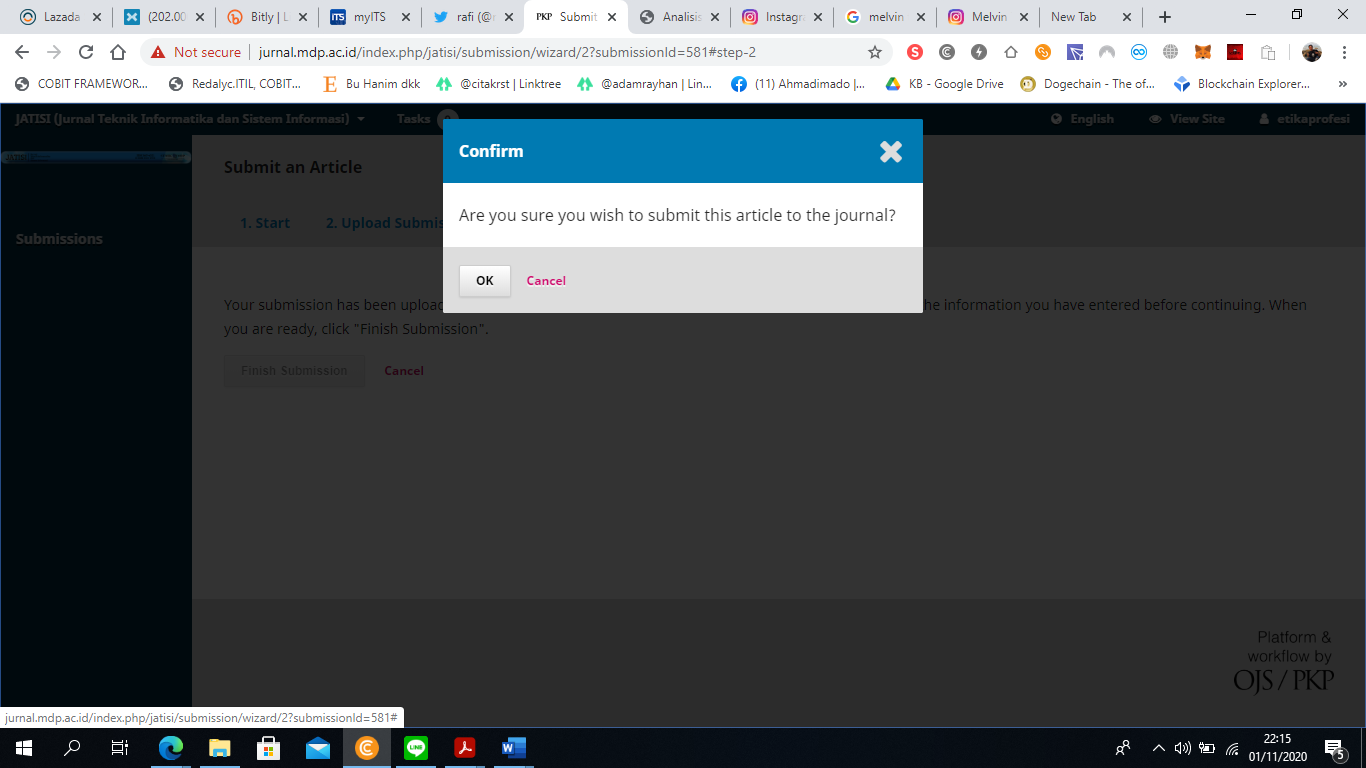 Lazada
(202.00
Bitly | L
myITS
rafi (@r
PKP Submit
Analisis
Instagr
melvin
Melvin
New Tab
Not secure
jurnal.mdp.ac.id/index.php/jatisi/submission/wizard/2?submissionId=581#step-2
COBIT FRAMEWOR...
Redalyc.ITIL, COBIT...
Bu Hanim dkk
@citakrst | Linktree
@adamrayhan | Lin...
(11) Ahmadimado |...
KB - Google Drive
Dogechain - The of...
Blockchain Explorer...
»
JATISI (Jurnal Teknik Informatika dan Sistem Informasi)
Tasks
English
View Site
etikaprofesi
Submissions
Submit an Article
1. Start
2. Upload Submis
Confirm
Are you sure you wish to submit this article to the journal?
OK
Cancel
Your submission has been uploa
he information you have entered before continuing. When
you are ready, click "Finish Submission".
Finish Submission
Cancel
Platform &
workflow by
OJS / PKP
jurnal.mdp.ac.id/index.php/jatisi/submission/wizard/2?submissionId=581#
22:15
01/11/2020
5